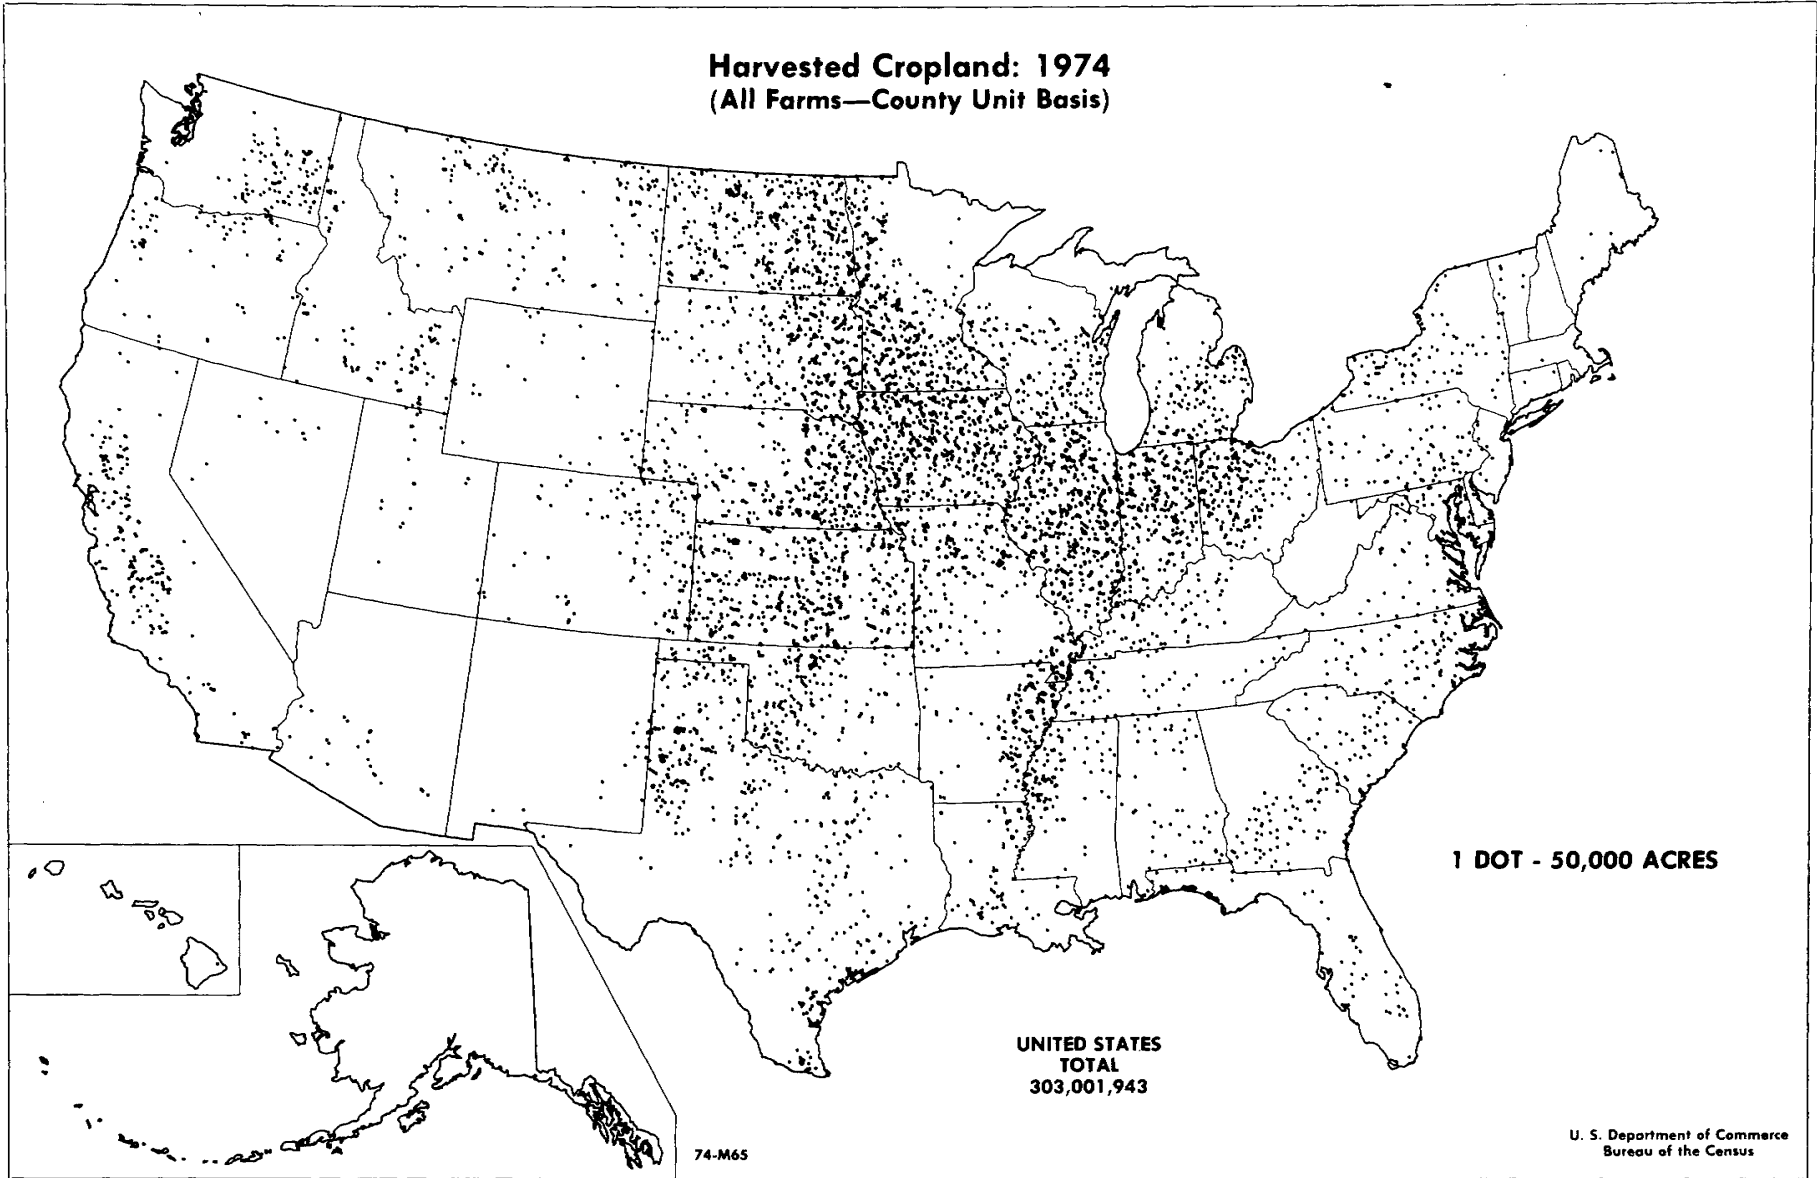 Harvested Cropland: 1974
(All Farms—County Unit Basis)
1 DOT - 50,000 ACRES
UNITED STATES
TOTAL
303,001,943
74-M65
U. S. Department of Commerce
Bureau of the Census